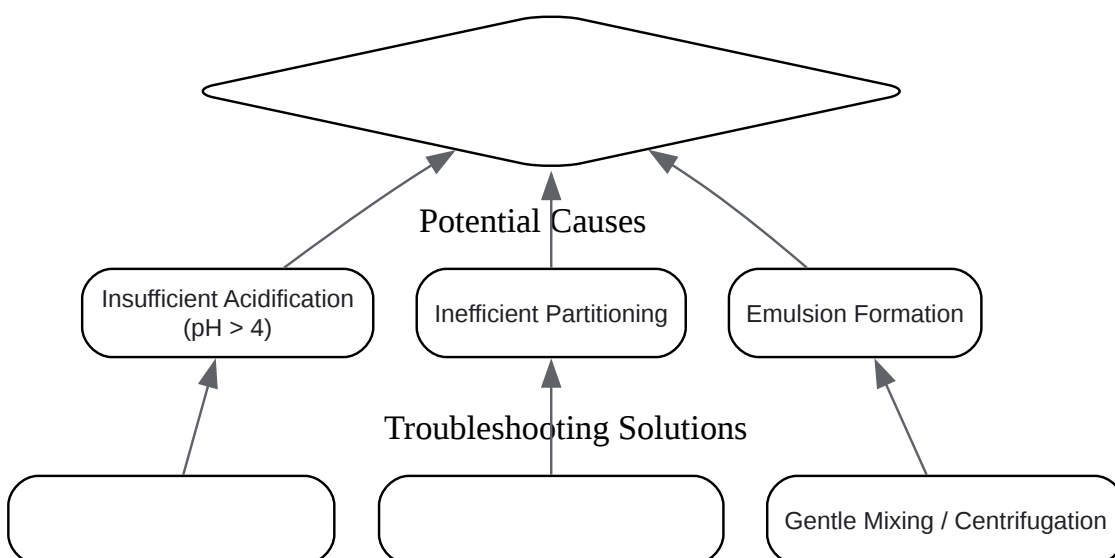 Potential Causes
Insufficient Acidification
(pH > 4)
Inefficient Partitioning
Emulsion Formation
Troubleshooting Solutions
Gentle Mixing / Centrifugation